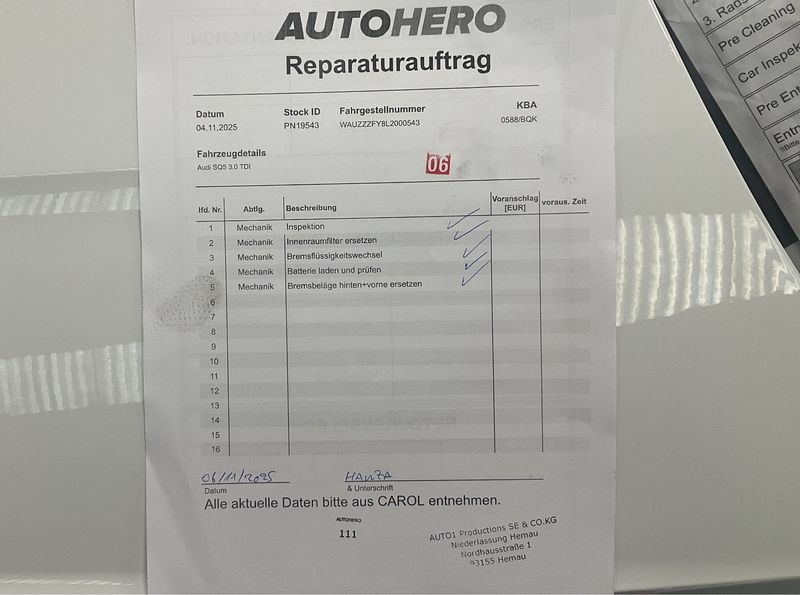 AUTOHERO
Reparaturauftrag
Datum Stock ID Fahrgestellnummer KBA
04.11.2025 PN19543 WAUZZZFY8L2000543 0588/BQK
Fahrzeugdetails
Audi SQ5 3.0 TDI
06
lfd. Nr. Abtlg. Beschreibung Voranschlag [EUR] voraus. Zeit
1 Mechanik Inspektion
2 Mechanik Innenraumfilter ersetzen
3 Mechanik Bremsflüssigkeitswechsel
4 Mechanik Batterie laden und prüfen
5 Mechanik Bremsbeläge hinten+vorne ersetzen
6
7
8
9
10
11
12
13
14
15
16
06/11/2025 HAMZA
Datum & Unterschrift
Alle aktuelle Daten bitte aus CAROL entnehmen.
AUTOHERO
111
AUTO1 Productions SE & CO.KG
Niederlassung Hemau
Nordhausstraße 1
93155 Hemau
3. Rads
Pre Cleaning
Car Inspek
Pre Ent
Entn
!!Bitte